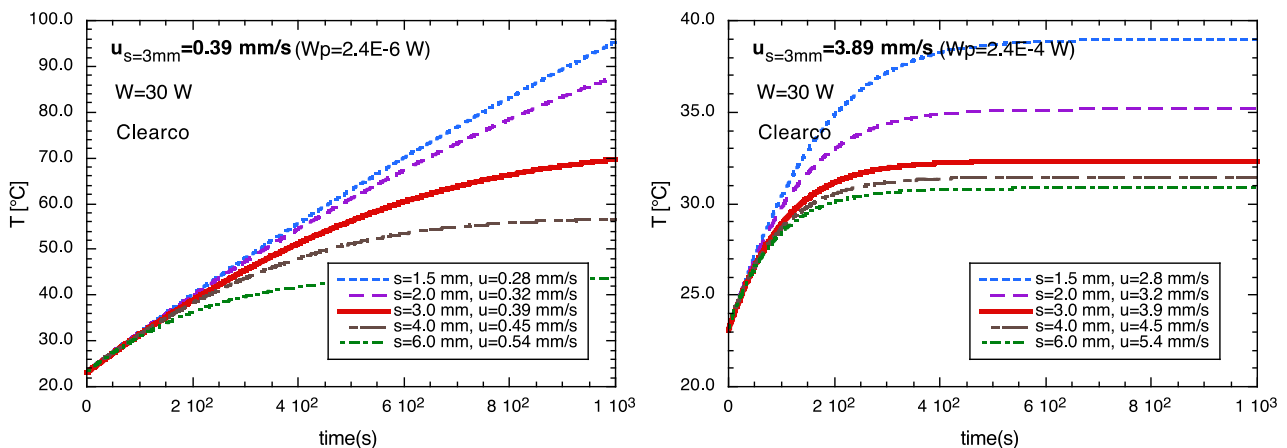 u s=3mm=0.39 mm/s (Wp=2.4E-6 W)
W=30 W
Clearco
T [°C]
100.0
90.0
80.0
70.0
60.0
50.0
40.0
30.0
20.0
s=1.5 mm, u=0.28 mm/s
s=2.0 mm, u=0.32 mm/s
s=3.0 mm, u=0.39 mm/s
s=4.0 mm, u=0.45 mm/s
s=6.0 mm, u=0.54 mm/s
0 2 10² 4 10² 6 10² 8 10² 1 10³
time(s)
u s=3mm=3.89 mm/s (Wp=2.4E-4 W)
W=30 W
Clearco
T [°C]
40.0
35.0
30.0
25.0
20.0
s=1.5 mm, u=2.8 mm/s
s=2.0 mm, u=3.2 mm/s
s=3.0 mm, u=3.9 mm/s
s=4.0 mm, u=4.5 mm/s
s=6.0 mm, u=5.4 mm/s
0 2 10² 4 10² 6 10² 8 10² 1 10³
time(s)